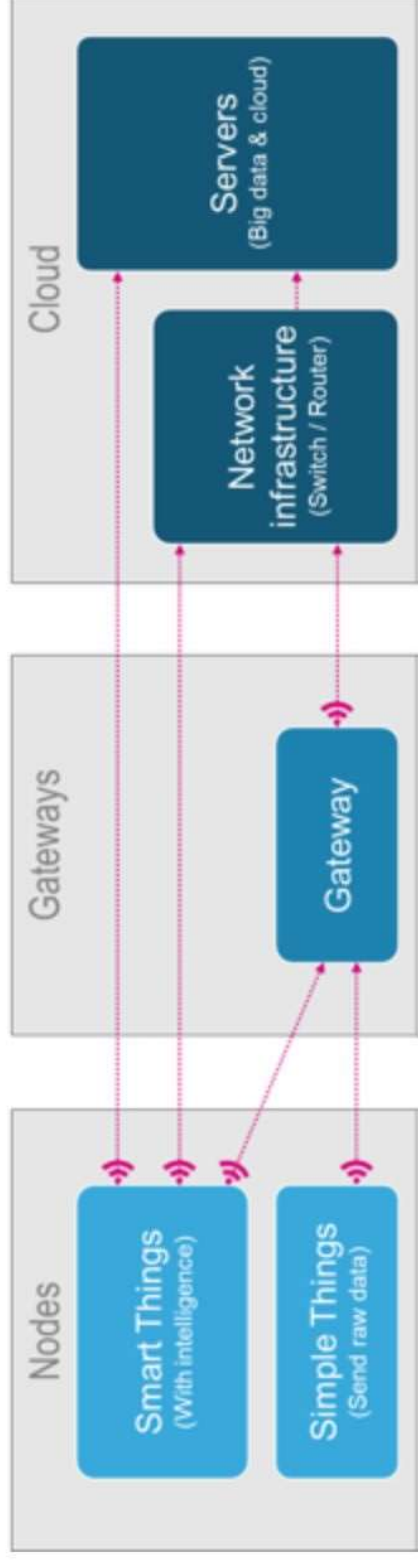 Nodes
Smart Things
(With intelligence)
Simple Things
(Send raw data)
Gateways
Gateway
Cloud
Network
infrastructure
(Switch / Router)
Servers
(Big data & cloud)